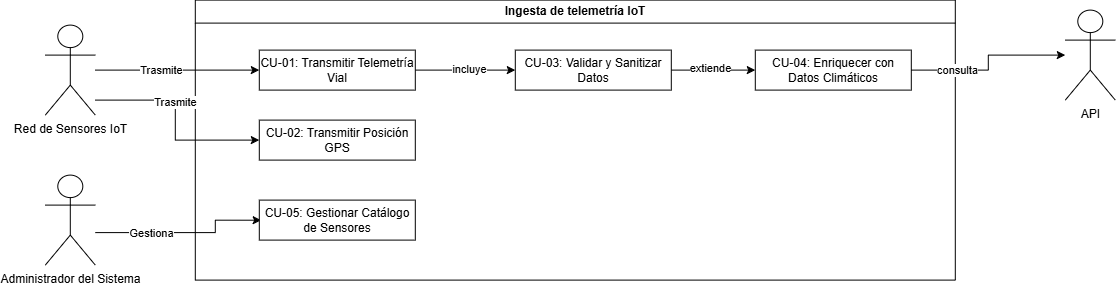 Ingesta de telemetría IoT
Red de Sensores IoT
Trasmite
CU-01: Transmitir Telemetría
Vial
incluye
CU-03: Validar y Sanitizar
Datos
extiende
CU-04: Enriquecer con
Datos Climáticos
consulta
API
Trasmite
CU-02: Transmitir Posición
GPS
Administrador del Sistema
Gestiona
CU-05: Gestionar Catálogo
de Sensores